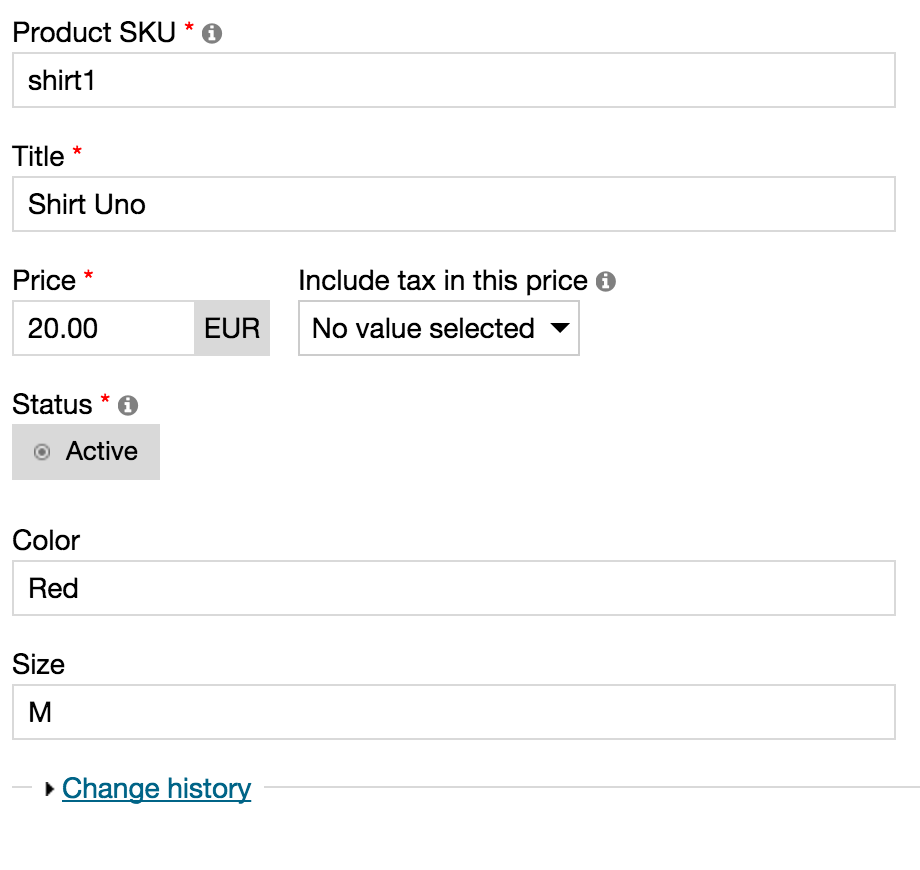 Product SKU *
shirt1
Title *
Shirt Uno
Price * Include tax in this price
20.00 EUR No value selected
Status *
Active
Color
Red
Size
M
Change history